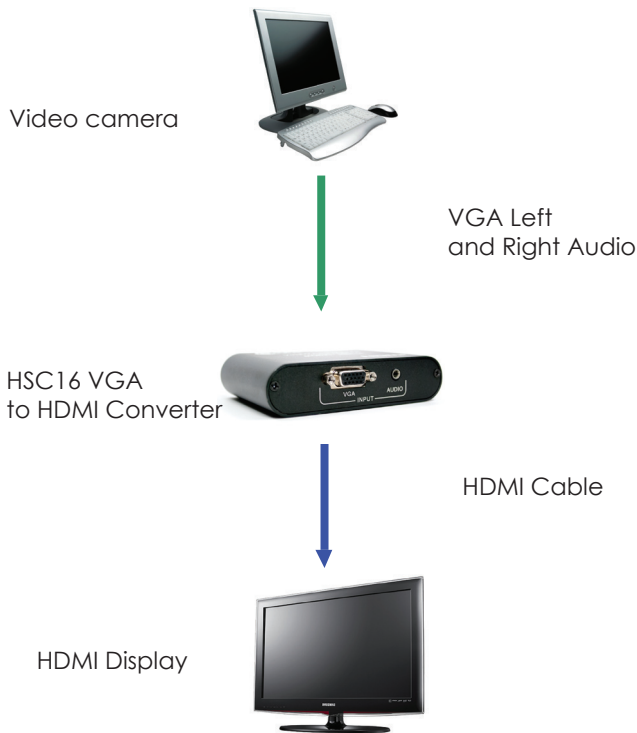 Video camera
VGA Left
and Right Audio
HSC16 VGA
to HDMI Converter
VGA
AUDIO
INPUT
HDMI Cable
HDMI Display